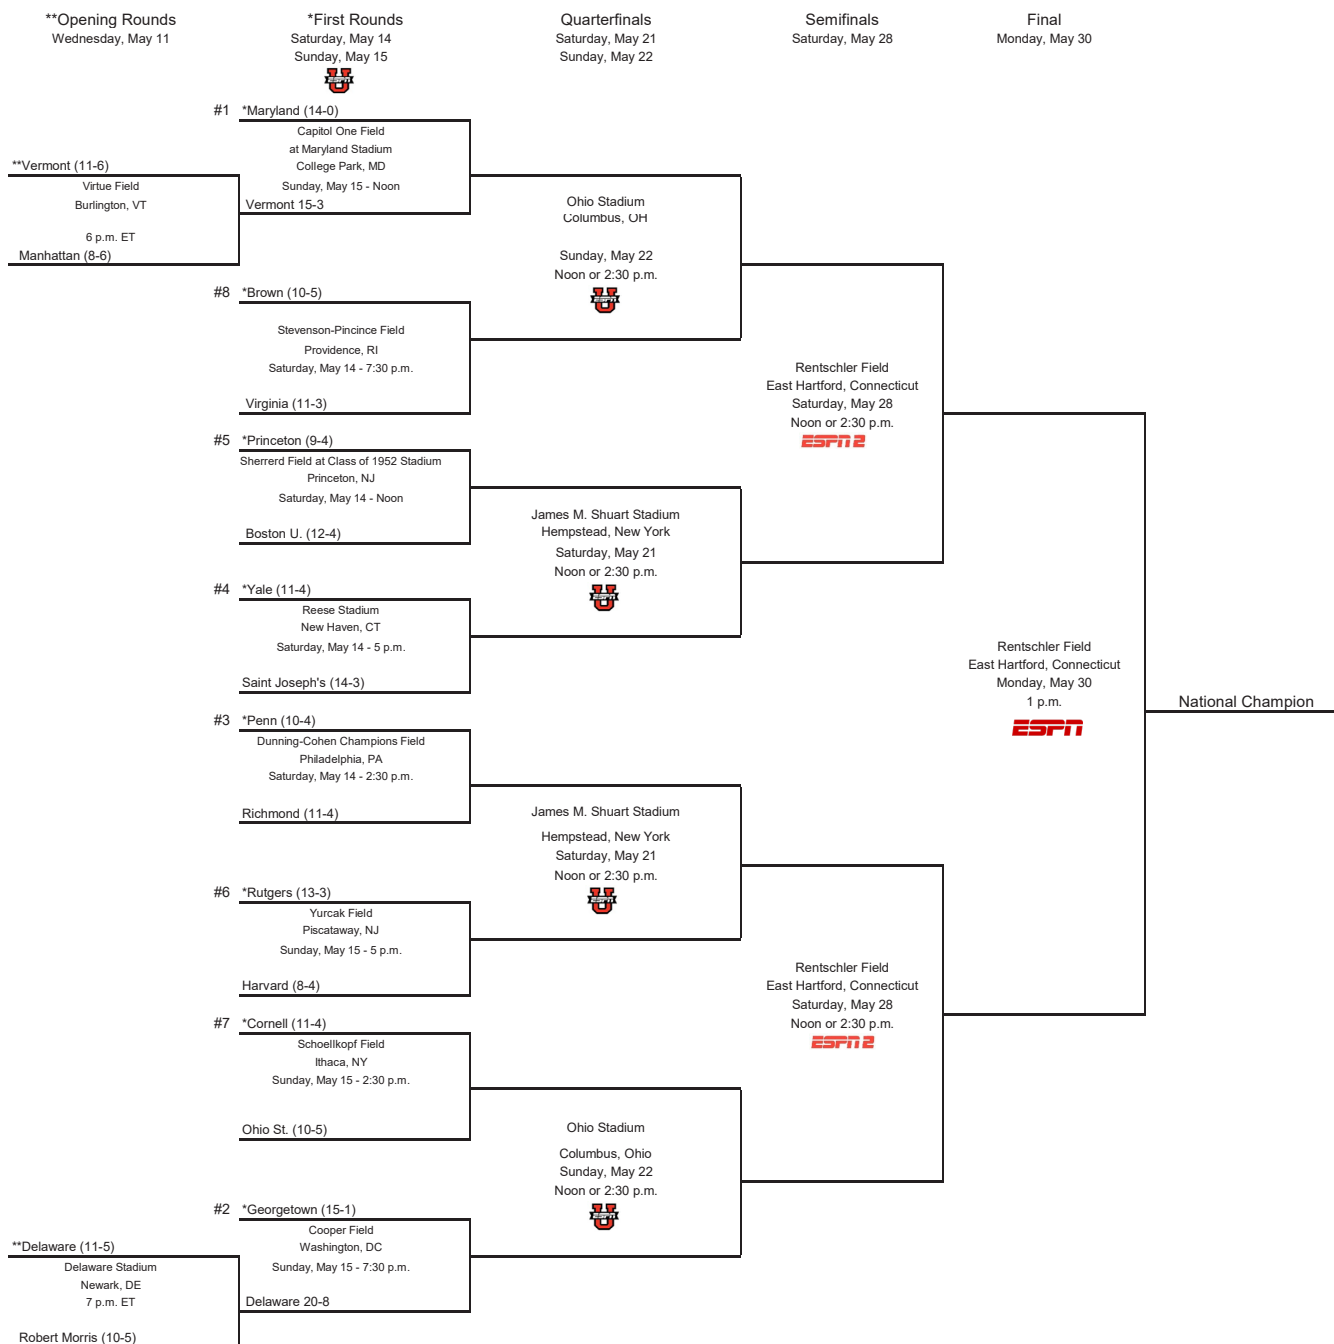 **Opening Rounds
Wednesday, May 11
*First Rounds
Saturday, May 14
Sunday, May 15
Quarterfinals
Saturday, May 21
Sunday, May 22
Semifinals
Saturday, May 28
Final
Monday, May 30
#1 *Maryland (14-0)
Capitol One Field
at Maryland Stadium
College Park, MD
Sunday, May 15 - Noon
Vermont 15-3
**Vermont (11-6)
Virtue Field
Burlington, VT
6 p.m. ET
Manhattan (8-6)
Ohio Stadium
Columbus, OH
Sunday, May 22
Noon or 2:30 p.m.
#8 *Brown (10-5)
Stevenson-Pincince Field
Providence, RI
Saturday, May 14 - 7:30 p.m.
Virginia (11-3)
Rentschler Field
East Hartford, Connecticut
Saturday, May 28
Noon or 2:30 p.m.
ESPN 2
#5 *Princeton (9-4)
Sherrerd Field at Class of 1952 Stadium
Princeton, NJ
Saturday, May 14 - Noon
Boston U. (12-4)
James M. Shuart Stadium
Hempstead, New York
Saturday, May 21
Noon or 2:30 p.m.
#4 *Yale (11-4)
Reese Stadium
New Haven, CT
Saturday, May 14 - 5 p.m.
Saint Joseph's (14-3)
Rentschler Field
East Hartford, Connecticut
Monday, May 30
1 p.m.
ESPN
National Champion
#3 *Penn (10-4)
Dunning-Cohen Champions Field
Philadelphia, PA
Saturday, May 14 - 2:30 p.m.
Richmond (11-4)
James M. Shuart Stadium
Hempstead, New York
Saturday, May 21
Noon or 2:30 p.m.
#6 *Rutgers (13-3)
Yurcak Field
Piscataway, NJ
Sunday, May 15 - 5 p.m.
Harvard (8-4)
Rentschler Field
East Hartford, Connecticut
Saturday, May 28
Noon or 2:30 p.m.
ESPN 2
#7 *Cornell (11-4)
Schoellkopf Field
Ithaca, NY
Sunday, May 15 - 2:30 p.m.
Ohio St. (10-5)
Ohio Stadium
Columbus, Ohio
Sunday, May 22
Noon or 2:30 p.m.
#2 *Georgetown (15-1)
Cooper Field
Washington, DC
Sunday, May 15 - 7:30 p.m.
Delaware 20-8
**Delaware (11-5)
Delaware Stadium
Newark, DE
7 p.m. ET
Robert Morris (10-5)